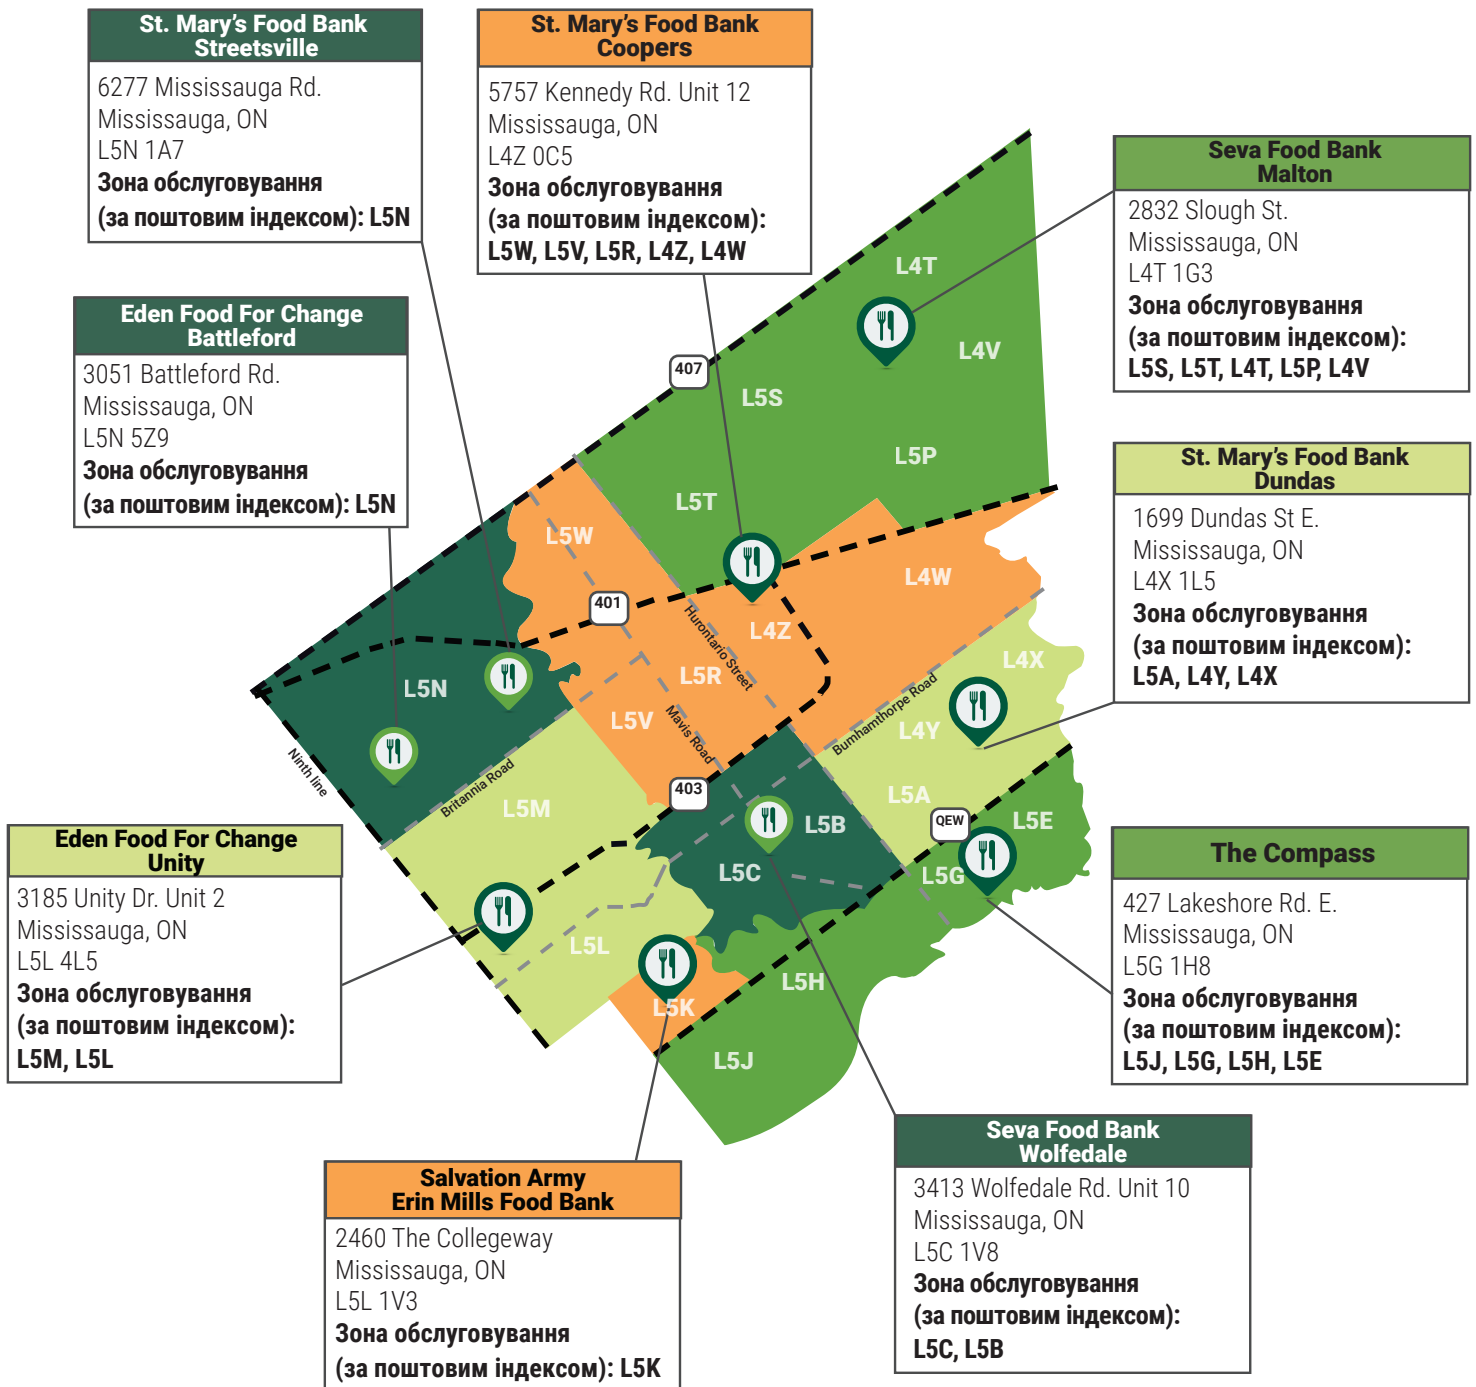 St. Mary's Food Bank
Streetsville
6277 Mississauga Rd.
Mississauga, ON
L5N 1A7
Зона обслуговування
(за поштовим індексом): L5N
St. Mary's Food Bank
Coopers
5757 Kennedy Rd. Unit 12
Mississauga, ON
L4Z 0C5
Зона обслуговування
(за поштовим індексом):
L5W, L5V, L5R, L4Z, L4W
Seva Food Bank
Malton
2832 Slough St.
Mississauga, ON
L4T 1G3
Зона обслуговування
(за поштовим індексом):
L5S, L5T, L4T, L5P, L4V
Eden Food For Change
Battleford
3051 Battleford Rd.
Mississauga, ON
L5N 5Z9
Зона обслуговування
(за поштовим індексом): L5N
St. Mary's Food Bank
Dundas
1699 Dundas St E.
Mississauga, ON
L4X 1L5
Зона обслуговування
(за поштовим індексом):
L5A, L4Y, L4X
L4T
L4V
407
L5S
L5P
L5T
L5W
L4W
401
L4Z
Hurontario Street
L4X
L5N
L5R
L5V
Mavis Road
Burnhamthorpe Road
L4Y
Ninth line
Britannia Road
403
L5M
L5A
L5B
QEW
L5E
L5C
L5G
L5L
L5H
L5K
L5J
Eden Food For Change
Unity
3185 Unity Dr. Unit 2
Mississauga, ON
L5L 4L5
Зона обслуговування
(за поштовим індексом):
L5M, L5L
The Compass
427 Lakeshore Rd. E.
Mississauga, ON
L5G 1H8
Зона обслуговування
(за поштовим індексом):
L5J, L5G, L5H, L5E
Salvation Army
Erin Mills Food Bank
2460 The Collegeway
Mississauga, ON
L5L 1V3
Зона обслуговування
(за поштовим індексом): L5K
Seva Food Bank
Wolfedale
3413 Wolfedale Rd. Unit 10
Mississauga, ON
L5C 1V8
Зона обслуговування
(за поштовим індексом):
L5C, L5B